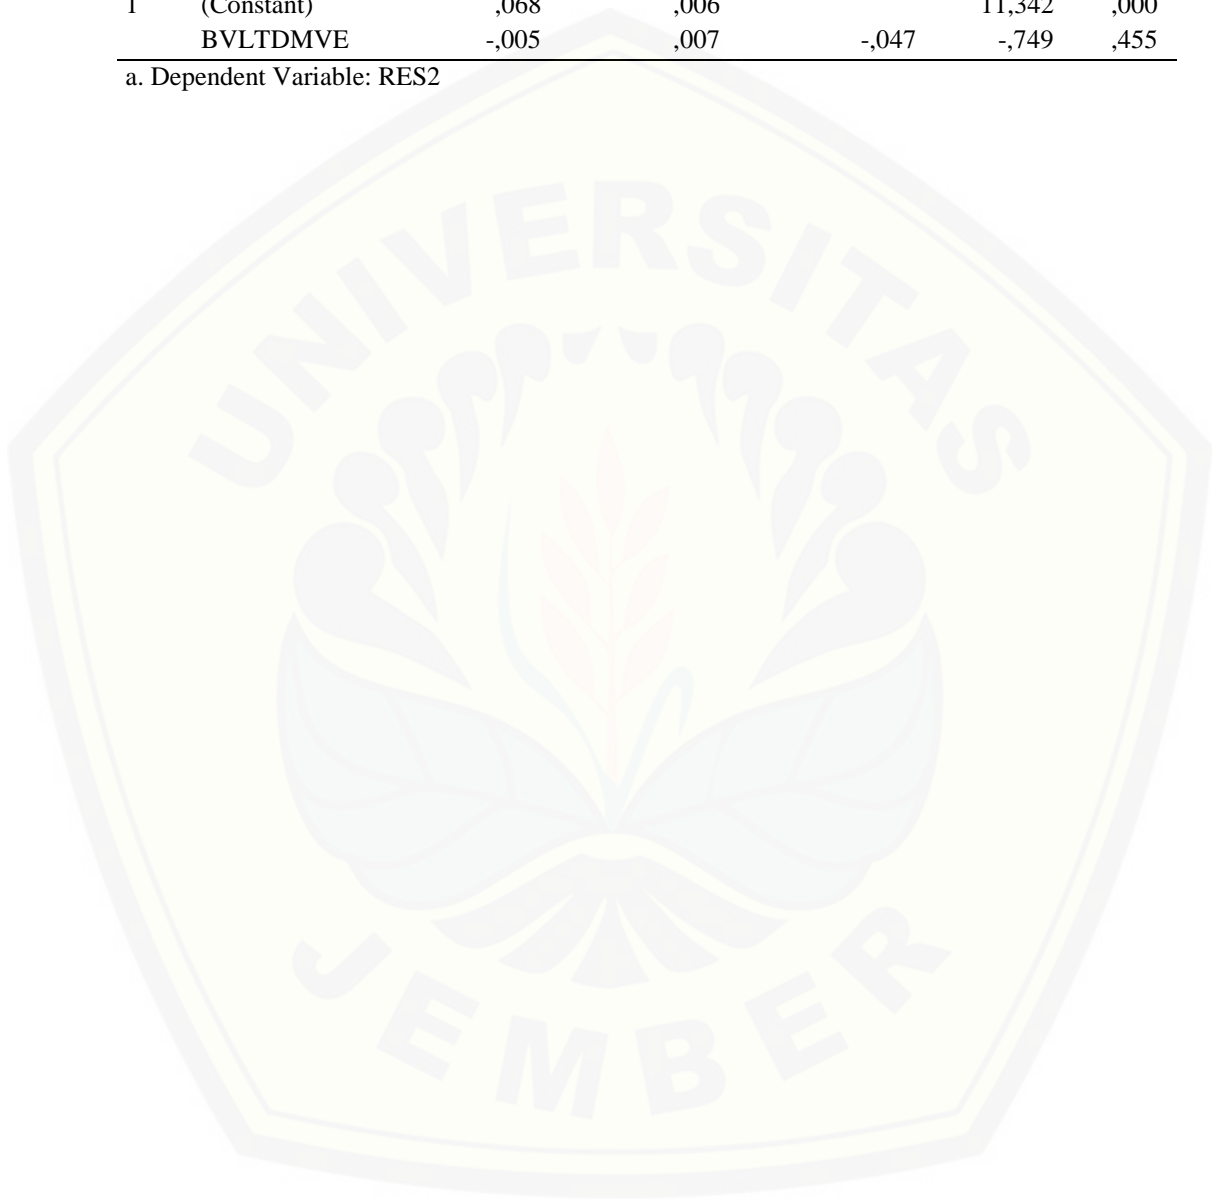 1 (Constant) ,068 ,006 11,342 ,000
BVLTDMVE -,005 ,007 -,047 -,749 ,455
a. Dependent Variable: RES2
UNIVERSITAS
JEMBER